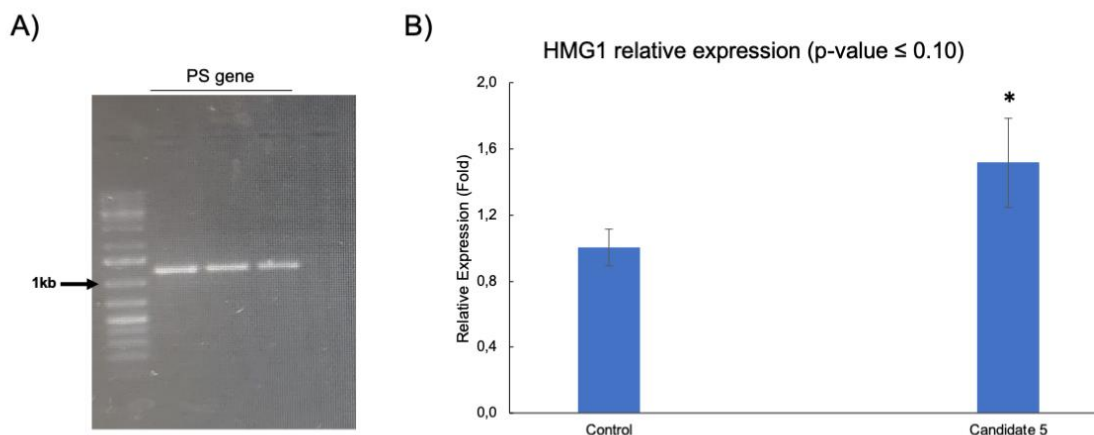 A)
PS gene
1kb
B)
HMG1 relative expression (p-value ≤ 0.10)
Relative Expression (Fold)
2,0
1,6
1,2
0,8
0,4
0,0
*
Control
Candidate 5